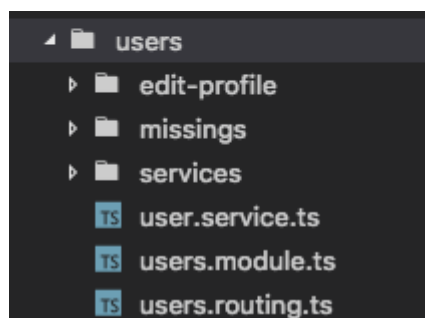 users
edit-profile
missings
services
TS user.service.ts
TS users.module.ts
TS users.routing.ts